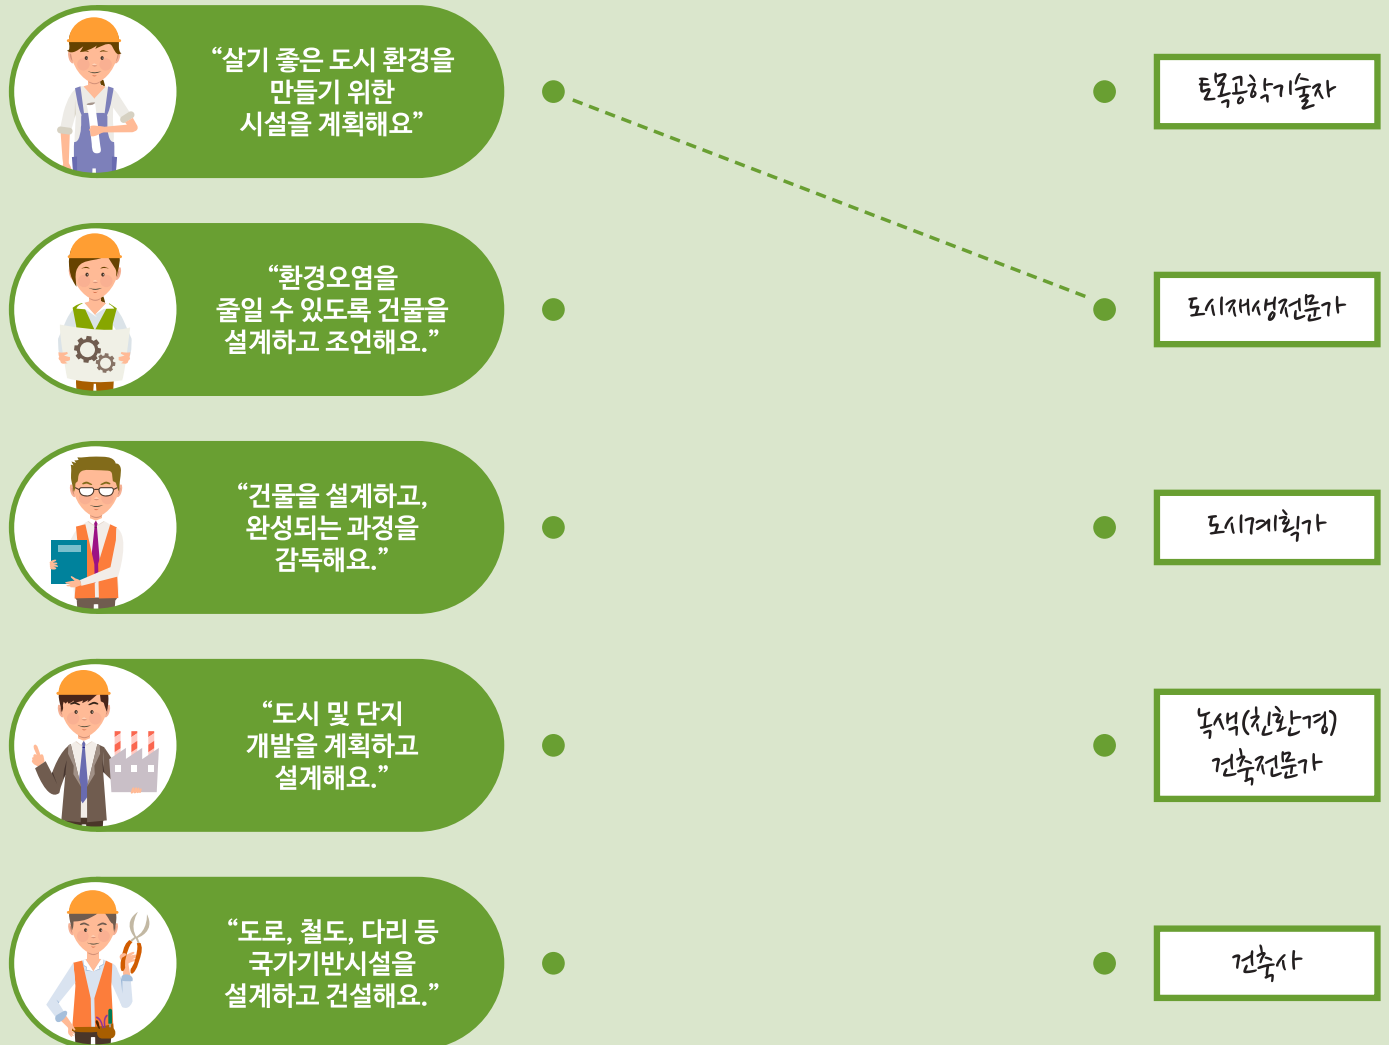 “살기 좋은 도시 환경을
만들기 위한
시설을 계획해요”
토목공학기술자
“환경오염을
줄일 수 있도록 건물을
설계하고 조언해요.”
도시재생전문가
“건물을 설계하고,
완성되는 과정을
감독해요.”
도시계획가
“도시 및 단지
개발을 계획하고
설계해요.”
녹색(친환경)
건축전문가
“도로, 철도, 다리 등
국가기반시설을
설계하고 건설해요.”
건축사